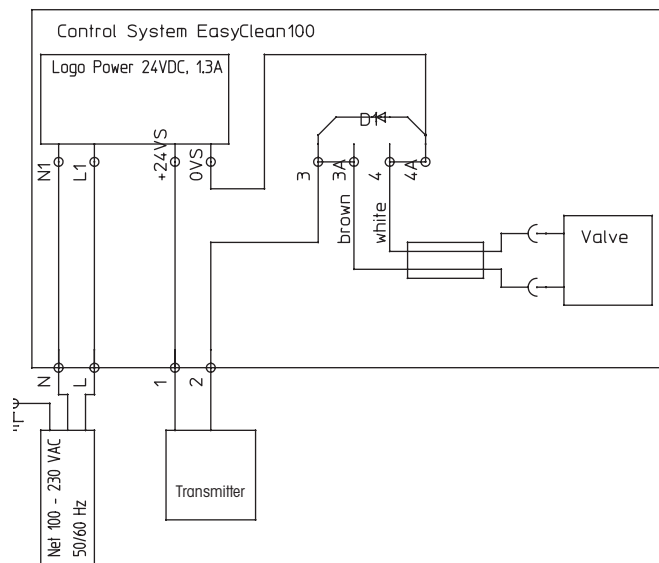 Control System EasyClean100
Logo Power 24VDC, 1.3A
D1
N1
L1
+24VS
0VS
3
3A
4
4A
brown
white
Valve
N
L
1
2
Net 100 - 230 VAC
50/60 Hz
Transmitter